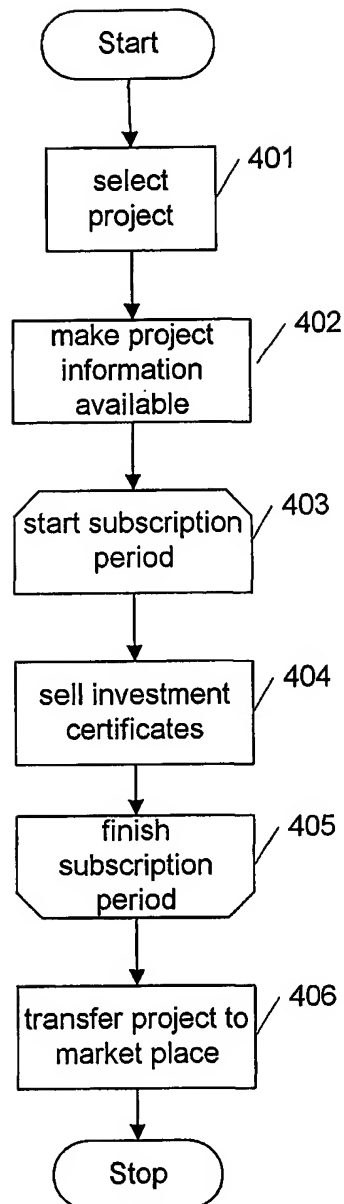 Start
401
select
project
402
make project
information
available
403
start subscription
period
404
sell investment
certificates
405
finish
subscription
period
406
transfer project to
market place
Stop